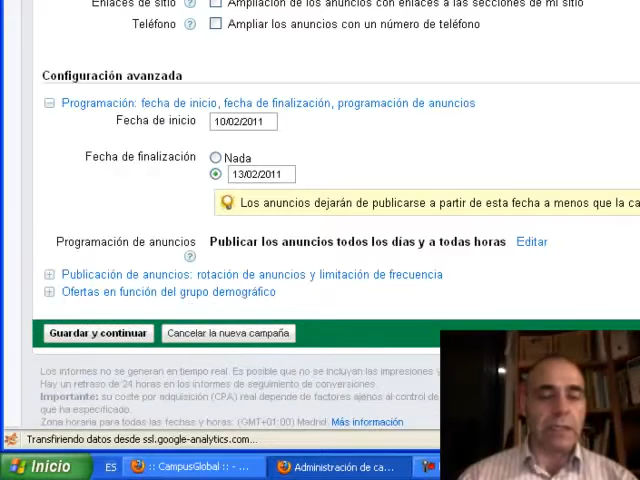 Enlaces de sitio Ampliación de los anuncios con enlaces a las secciones de mi sitio
Teléfono Ampliar los anuncios con un número de teléfono
Configuración avanzada
Programación: fecha de inicio, fecha de finalización, programación de anuncios
Fecha de inicio 10/02/2011
Fecha de finalización Nada
13/02/2011
Los anuncios dejarán de publicarse a partir de esta fecha a menos que la ca
Programación de anuncios Publicar los anuncios todos los días y a todas horas Editar
Publicación de anuncios: rotación de anuncios y limitación de frecuencia
Ofertas en función del grupo demográfico
Guardar y continuar Cancelar la nueva campaña
Los informes no se generan en tiempo real. Es posible que no se incluyan las impresiones y
Hay un retraso de 24 horas en los informes de seguimiento de conversiones.
Importante: su coste por adquisición (CPA) real depende de factores ajenos al control de
que ha especificado.
Zona horaria para todas las fechas y horas: (GMT+01:00) Madrid. Más información
Transfiriendo datos desde ssl.google-analytics.com...
Inicio ES :: CampusGlobal :: - ... Administración de ca...